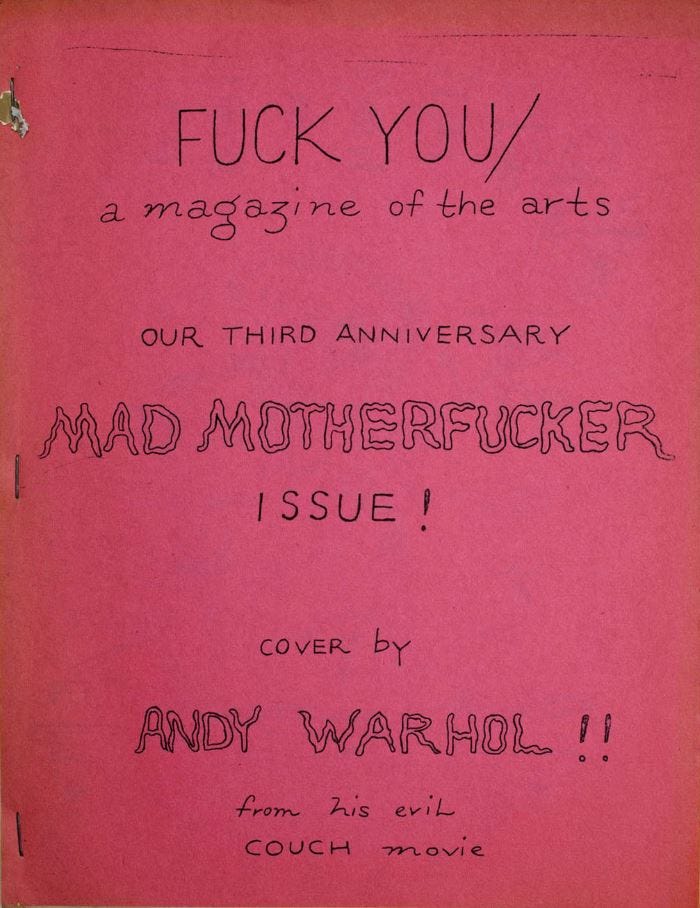 FUCK YOU/
a magazine of the arts
OUR THIRD ANNIVERSARY
MAD MOTHERFUCKER
ISSUE!
COVER by
ANDY WARHOL !!
from his evil
COUCH movie